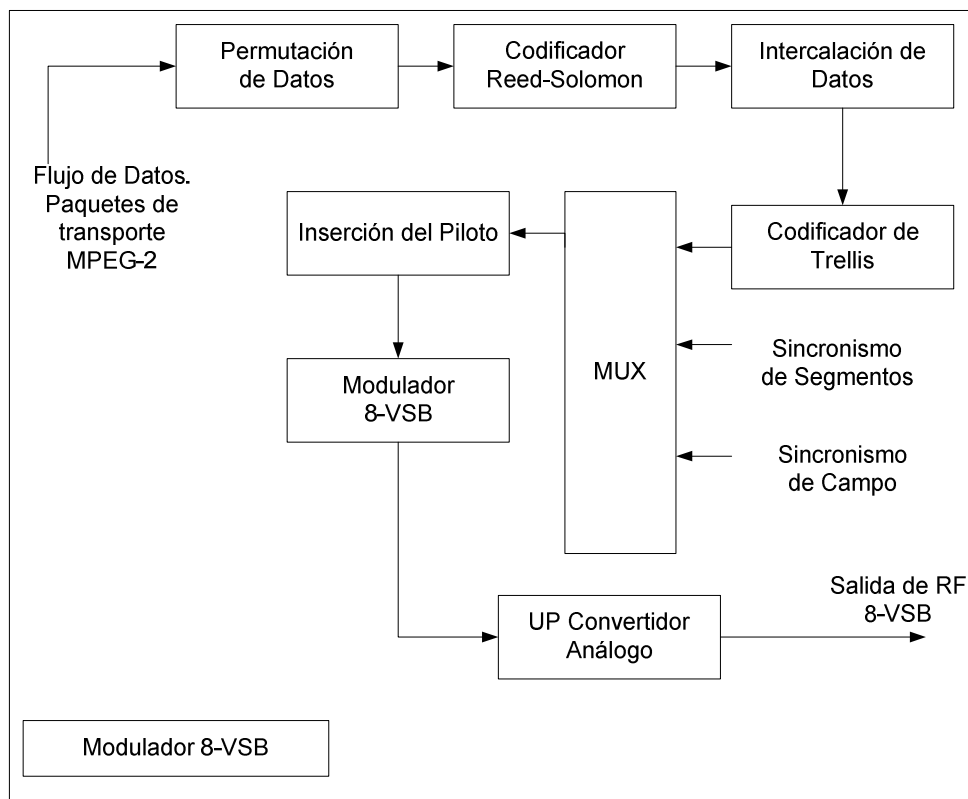 Permutación
de Datos
Codificador
Reed-Solomon
Intercalación de
Datos
Flujo de Datos.
Paquetes de
transporte
MPEG-2
Inserción del Piloto
Codificador de
Trellis
Modulador
8-VSB
MUX
Sincronismo
de Segmentos
Sincronismo
de Campo
UP Convertidor
Análogo
Salida de RF
8-VSB
Modulador 8-VSB